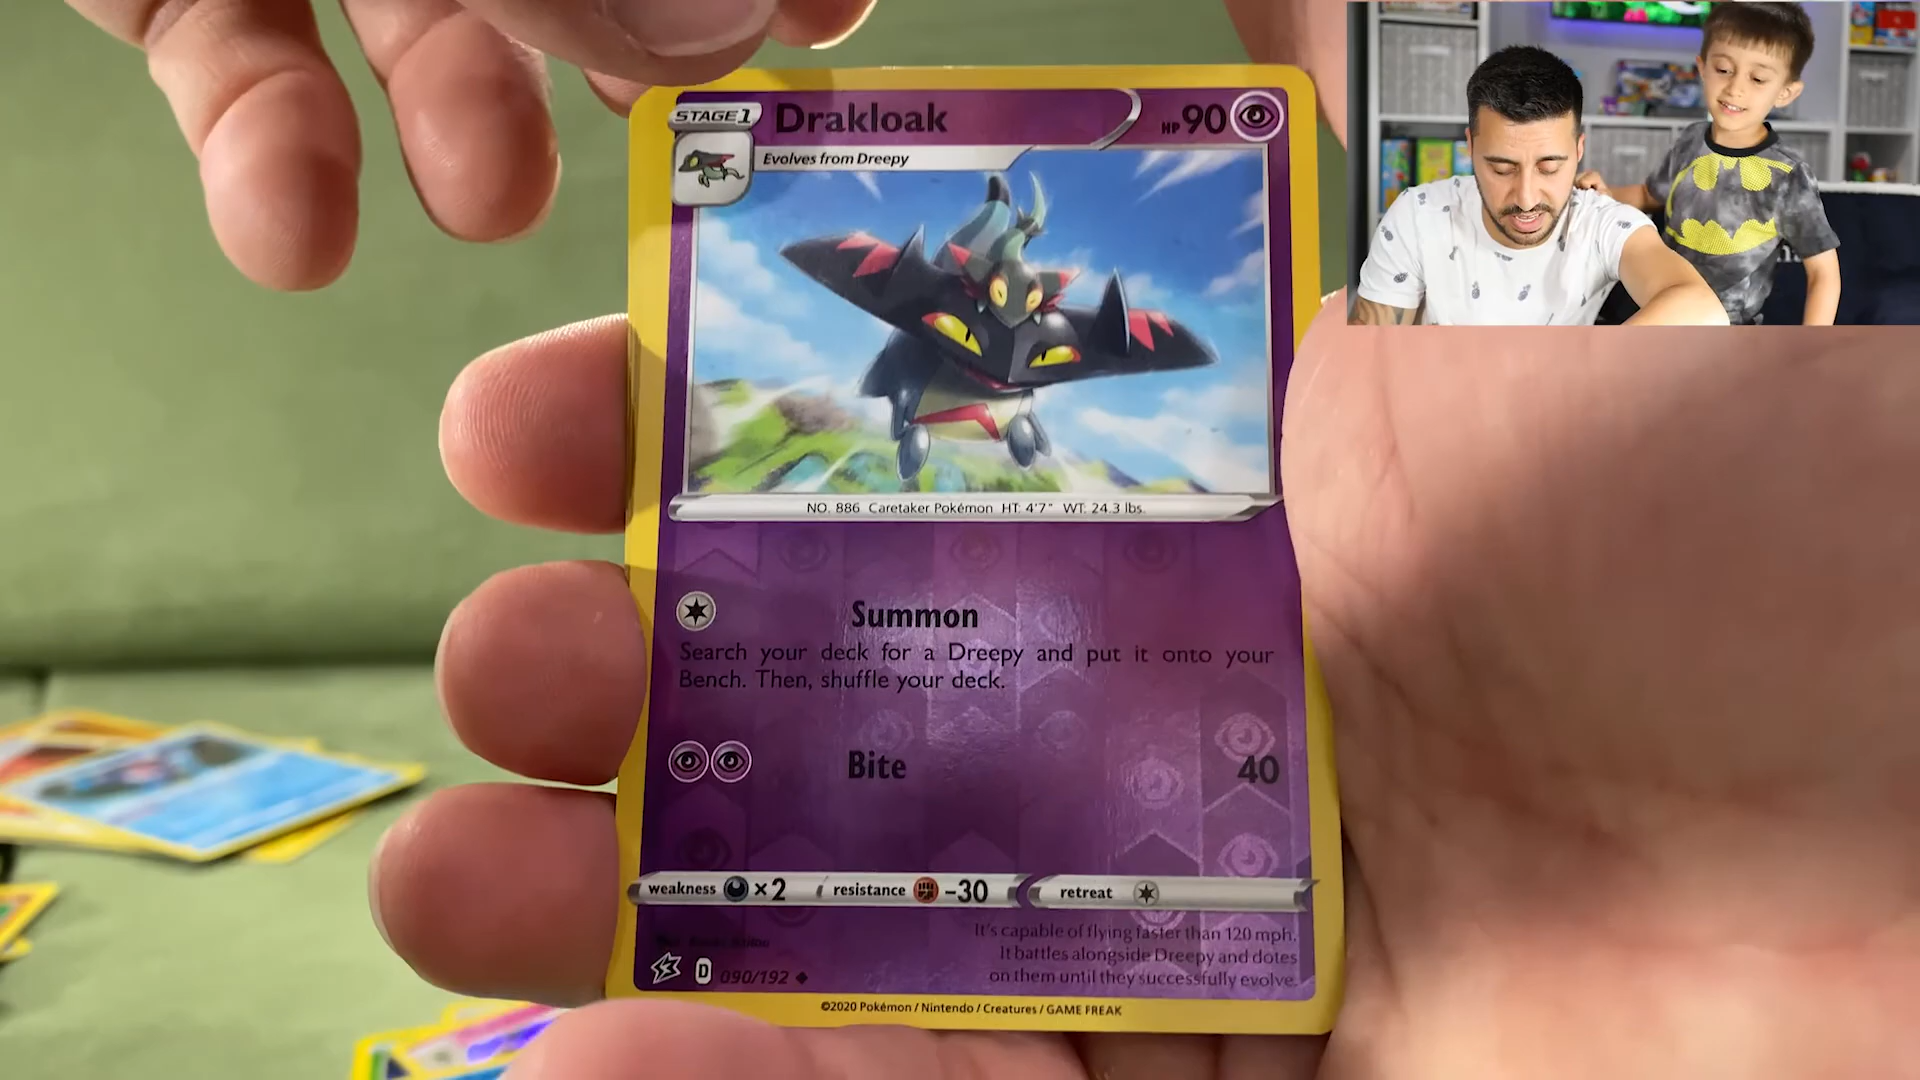 STAGE 1
Drakloak
HP 90
Evolves from Dreepy
NO. 886 Caretaker Pokémon HT: 4'7" WT: 24.3 lbs.
Summon
Search your deck for a Dreepy and put it onto your
Bench. Then, shuffle your deck.
Bite 40
weakness ×2 resistance -30 retreat
It's capable of flying faster than 120 mph.
It battles alongside Dreepy and dotes
on them until they successfully evolve.
D 090/192
©2020 Pokémon / Nintendo / Creatures / GAME FREAK